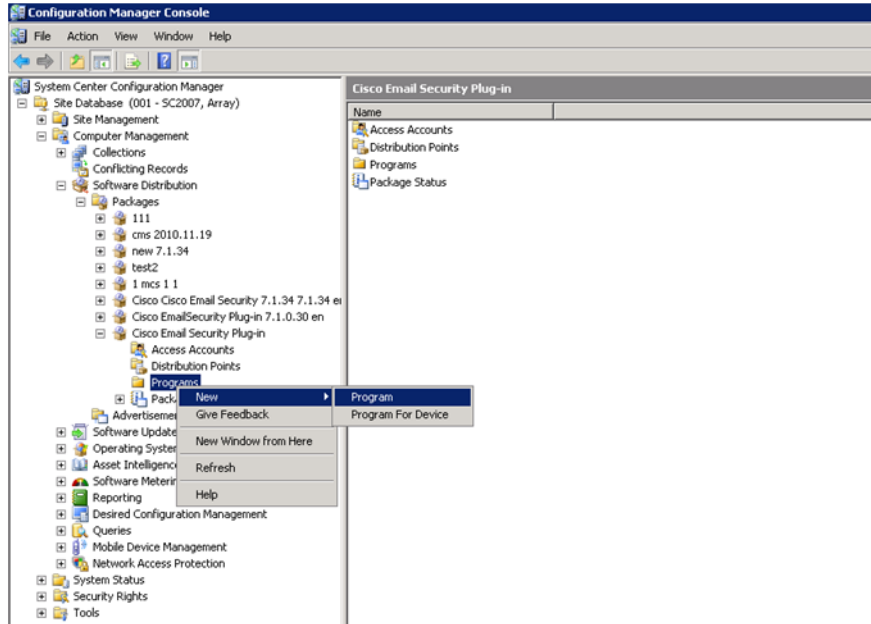 Configuration Manager Console
File Action View Window Help
System Center Configuration Manager
Site Database (001 - SC2007, Array)
Site Management
Computer Management
Collections
Conflicting Records
Software Distribution
Packages
111
cms 2010.11.19
new 7.1.34
test2
1 mcs 1 1
Cisco Cisco Email Security 7.1.34 7.1.34 en
Cisco EmailSecurity Plug-in 7.1.0.30 en
Cisco Email Security Plug-in
Access Accounts
Distribution Points
Programs
Pack
Advertisemen
Software Update
Operating System
Asset Intelligence
Software Meterin
Reporting
Desired Configuration Management
Queries
Mobile Device Management
Network Access Protection
System Status
Security Rights
Tools
New
Give Feedback
New Window from Here
Refresh
Help
Program
Program For Device
Cisco Email Security Plug-in
Name
Access Accounts
Distribution Points
Programs
Package Status